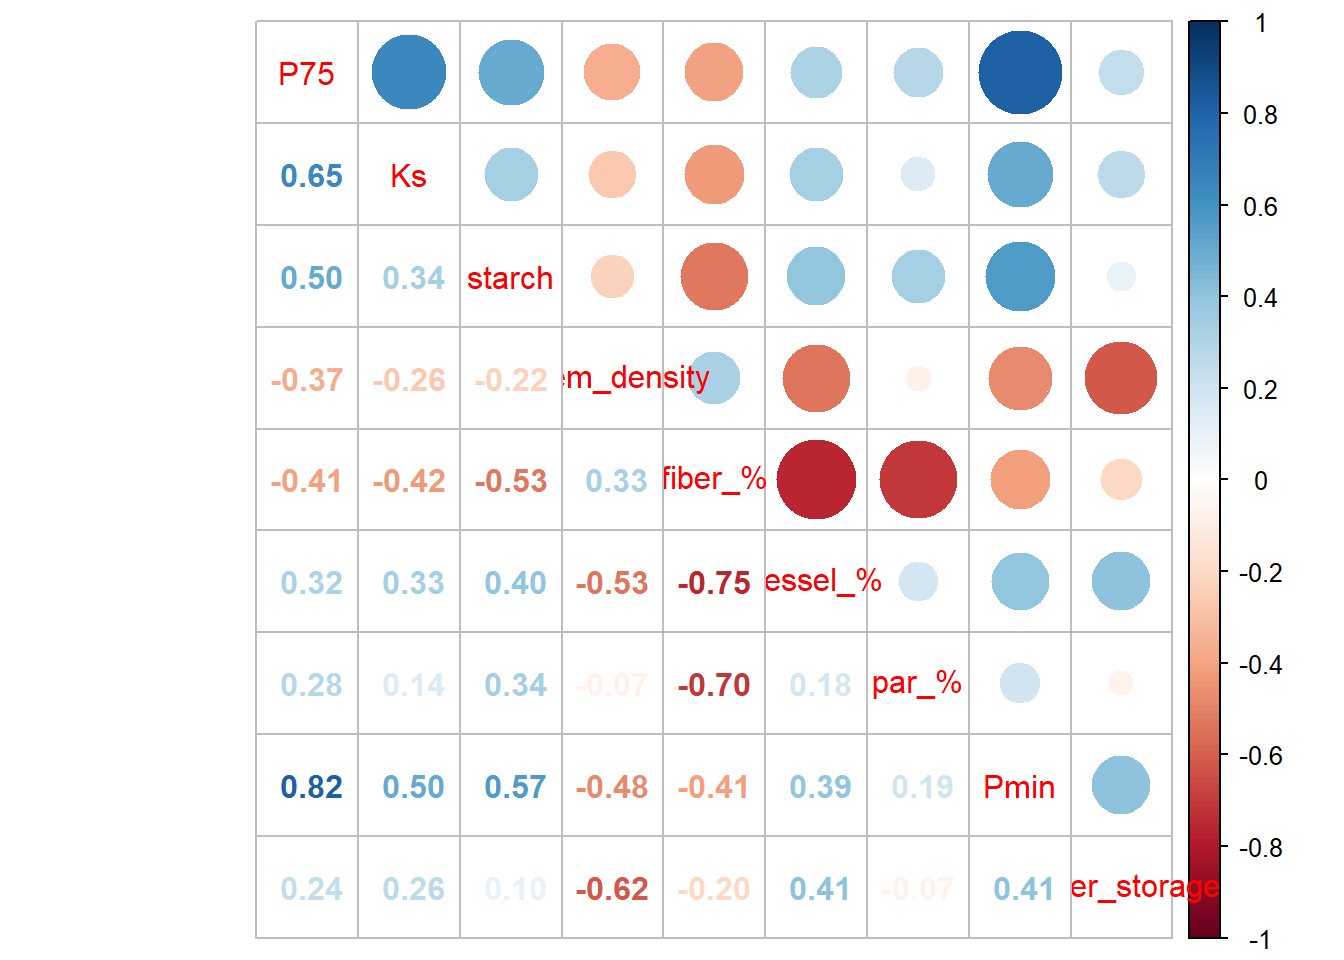 P75
0.65 Ks
0.50 0.34 starch
-0.37 -0.26 -0.22 em_density
-0.41 -0.42 -0.53 0.33 fiber_%
0.32 0.33 0.40 -0.53 -0.75 essel_%
0.28 0.14 0.34 -0.07 -0.70 0.18 par_%
0.82 0.50 0.57 -0.48 -0.41 0.39 0.19 Pmin
0.24 0.26 0.10 -0.62 -0.20 0.41 -0.07 0.41 er_storage
1
0.8
0.6
0.4
0.2
0
-0.2
-0.4
-0.6
-0.8
-1